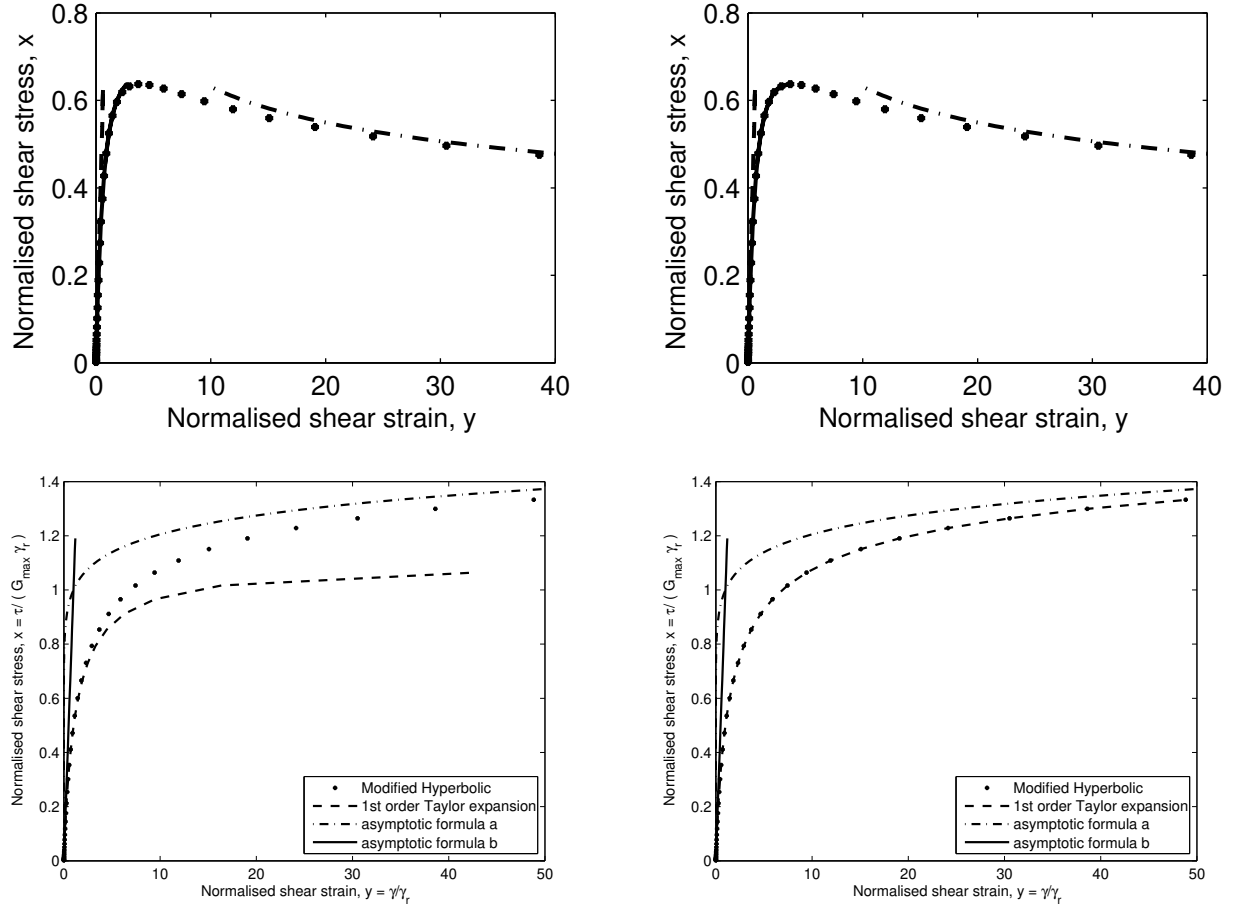 0.8
0.6
0.4
0.2
0
0 10 20 30 40
Normalised shear stress, x
Normalised shear strain, y
0.8
0.6
0.4
0.2
0
0 10 20 30 40
Normalised shear stress, x
Normalised shear strain, y
1.4
1.2
1
0.8
0.6
0.4
0.2
0
0 10 20 30 40 50
Normalised shear stress, x = τ/ ( G_max γ_r )
Modified Hyperbolic
1st order Taylor expansion
asymptotic formula a
asymptotic formula b
Normalised shear strain, y = γ/γ_r
1.4
1.2
1
0.8
0.6
0.4
0.2
0
0 10 20 30 40 50
Normalised shear stress, x = τ/ ( G_max γ_r )
Modified Hyperbolic
1st order Taylor expansion
asymptotic formula a
asymptotic formula b
Normalised shear strain, y = γ/γ_r